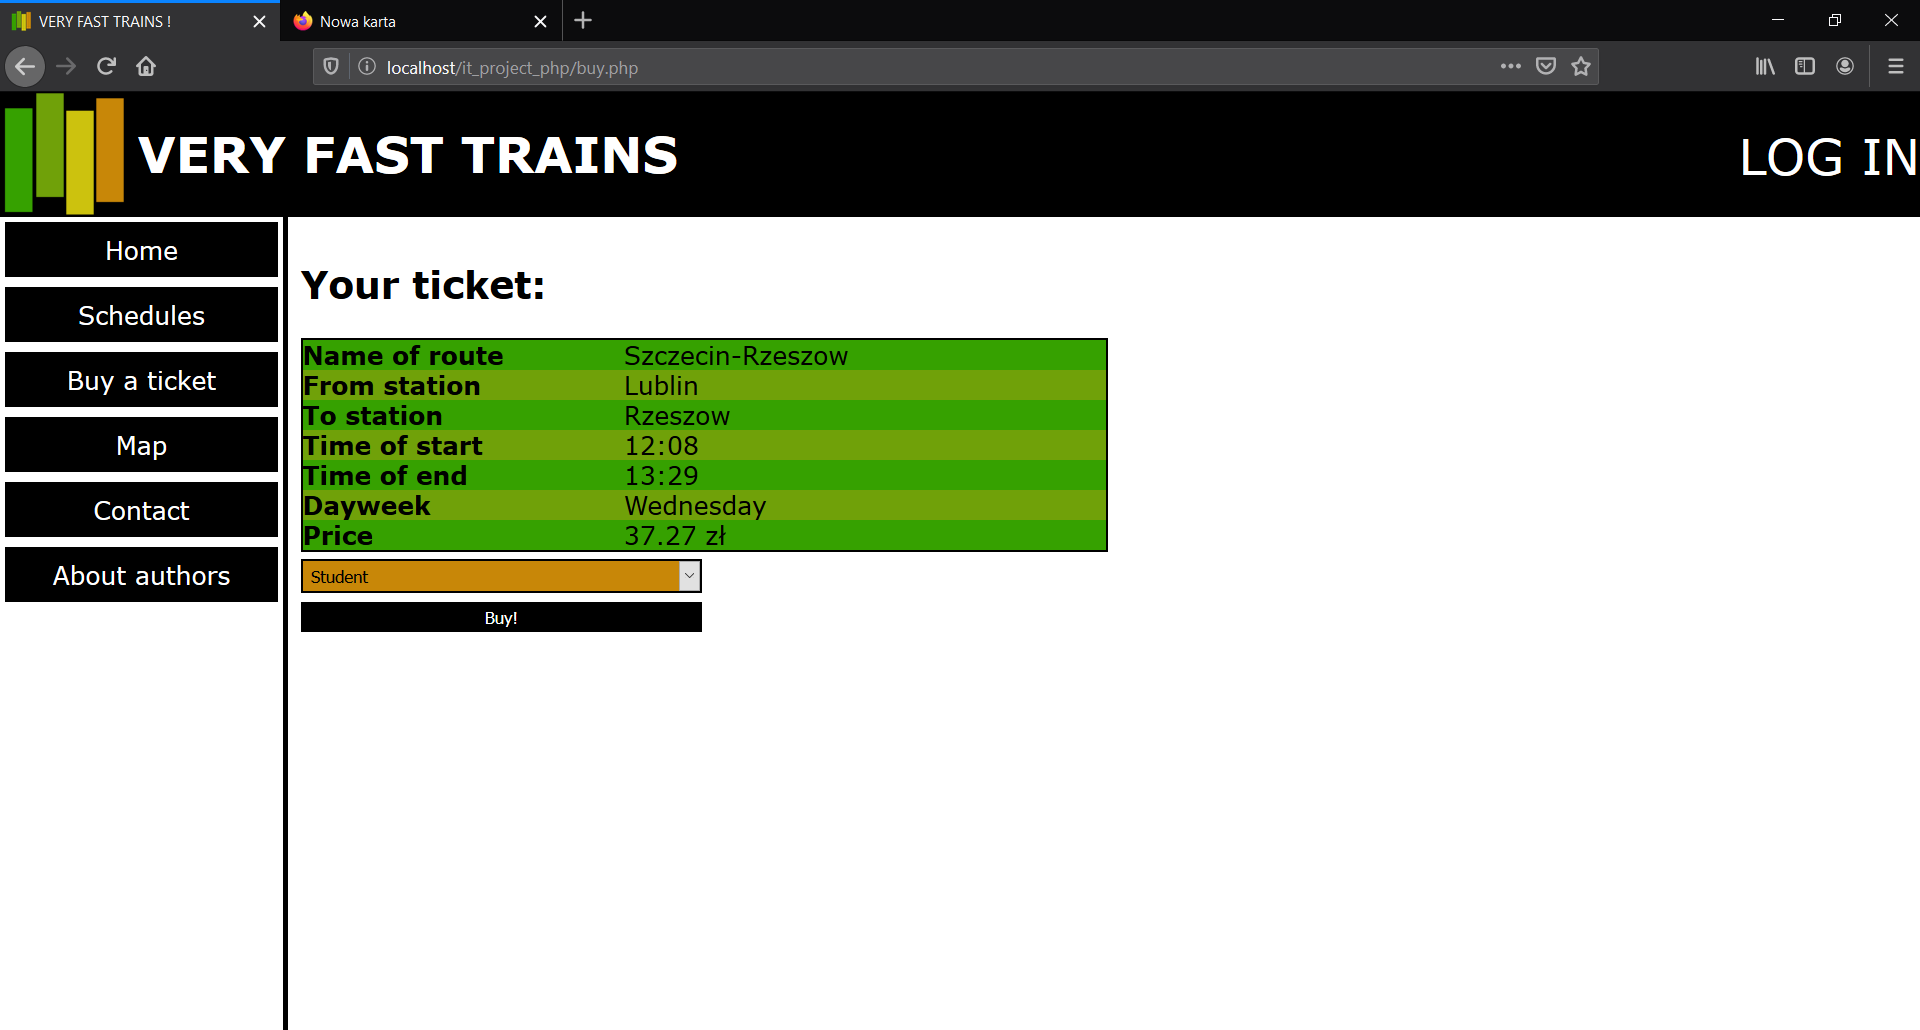 VERY FAST TRAINS !
Nowa karta
localhost/it_project_php/buy.php
VERY FAST TRAINS
LOG IN
Home
Schedules
Buy a ticket
Map
Contact
About authors
Your ticket:
Name of route Szczecin-Rzeszow
From station Lublin
To station Rzeszow
Time of start 12:08
Time of end 13:29
Dayweek Wednesday
Price 37.27 zł
Student
Buy!